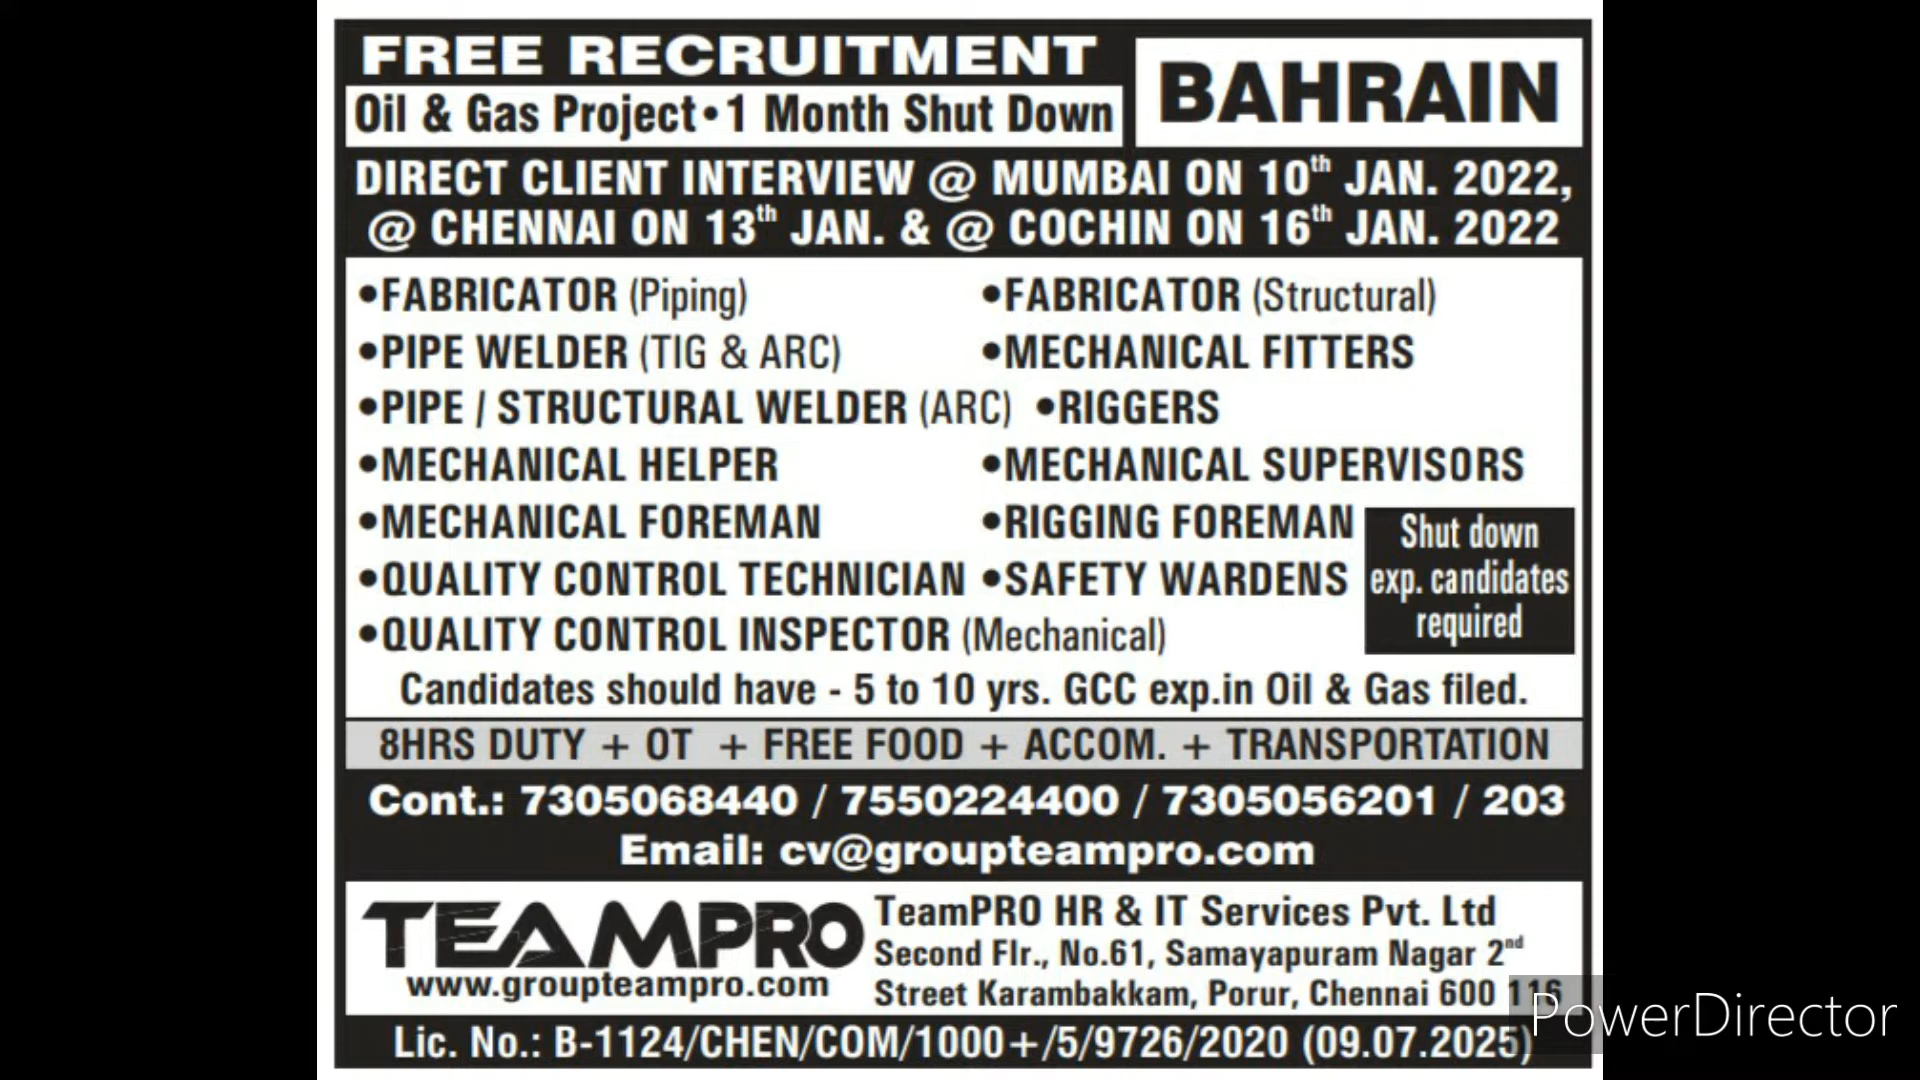 FREE RECRUITMENT
BAHRAIN
Oil & Gas Project • 1 Month Shut Down
DIRECT CLIENT INTERVIEW @ MUMBAI ON 10th JAN. 2022,
@ CHENNAI ON 13th JAN. & @ COCHIN ON 16th JAN. 2022
•FABRICATOR (Piping) •FABRICATOR (Structural)
•PIPE WELDER (TIG & ARC) •MECHANICAL FITTERS
•PIPE / STRUCTURAL WELDER (ARC) •RIGGERS
•MECHANICAL HELPER •MECHANICAL SUPERVISORS
•MECHANICAL FOREMAN •RIGGING FOREMAN
•QUALITY CONTROL TECHNICIAN •SAFETY WARDENS
•QUALITY CONTROL INSPECTOR (Mechanical)
Shut down
exp. candidates
required
Candidates should have - 5 to 10 yrs. GCC exp.in Oil & Gas filed.
8HRS DUTY + OT + FREE FOOD + ACCOM. + TRANSPORTATION
Cont.: 7305068440 / 7550224400 / 7305056201 / 203
Email: cv@groupteampro.com
TEAMPRO
www.groupteampro.com
TeamPRO HR & IT Services Pvt. Ltd
Second Flr., No.61, Samayapuram Nagar 2nd
Street Karambakkam, Porur, Chennai 600 116
Lic. No.: B-1124/CHEN/COM/1000+/5/9726/2020 (09.07.2025)
PowerDirector